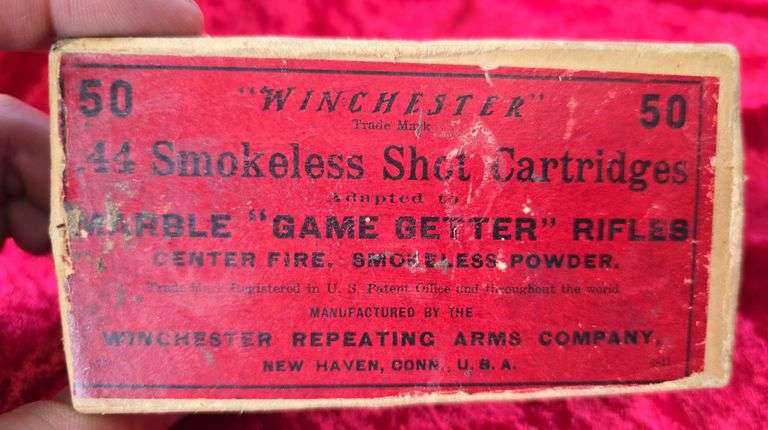 50 "WINCHESTER" 50
Trade Mark
.44 Smokeless Shot Cartridges
Adapted to
MARBLE "GAME GETTER" RIFLES
CENTER FIRE. SMOKELESS POWDER.
Trade Mark Registered in U. S. Patent Office and throughout the world
MANUFACTURED BY THE
WINCHESTER REPEATING ARMS COMPANY,
NEW HAVEN, CONN., U. S. A.